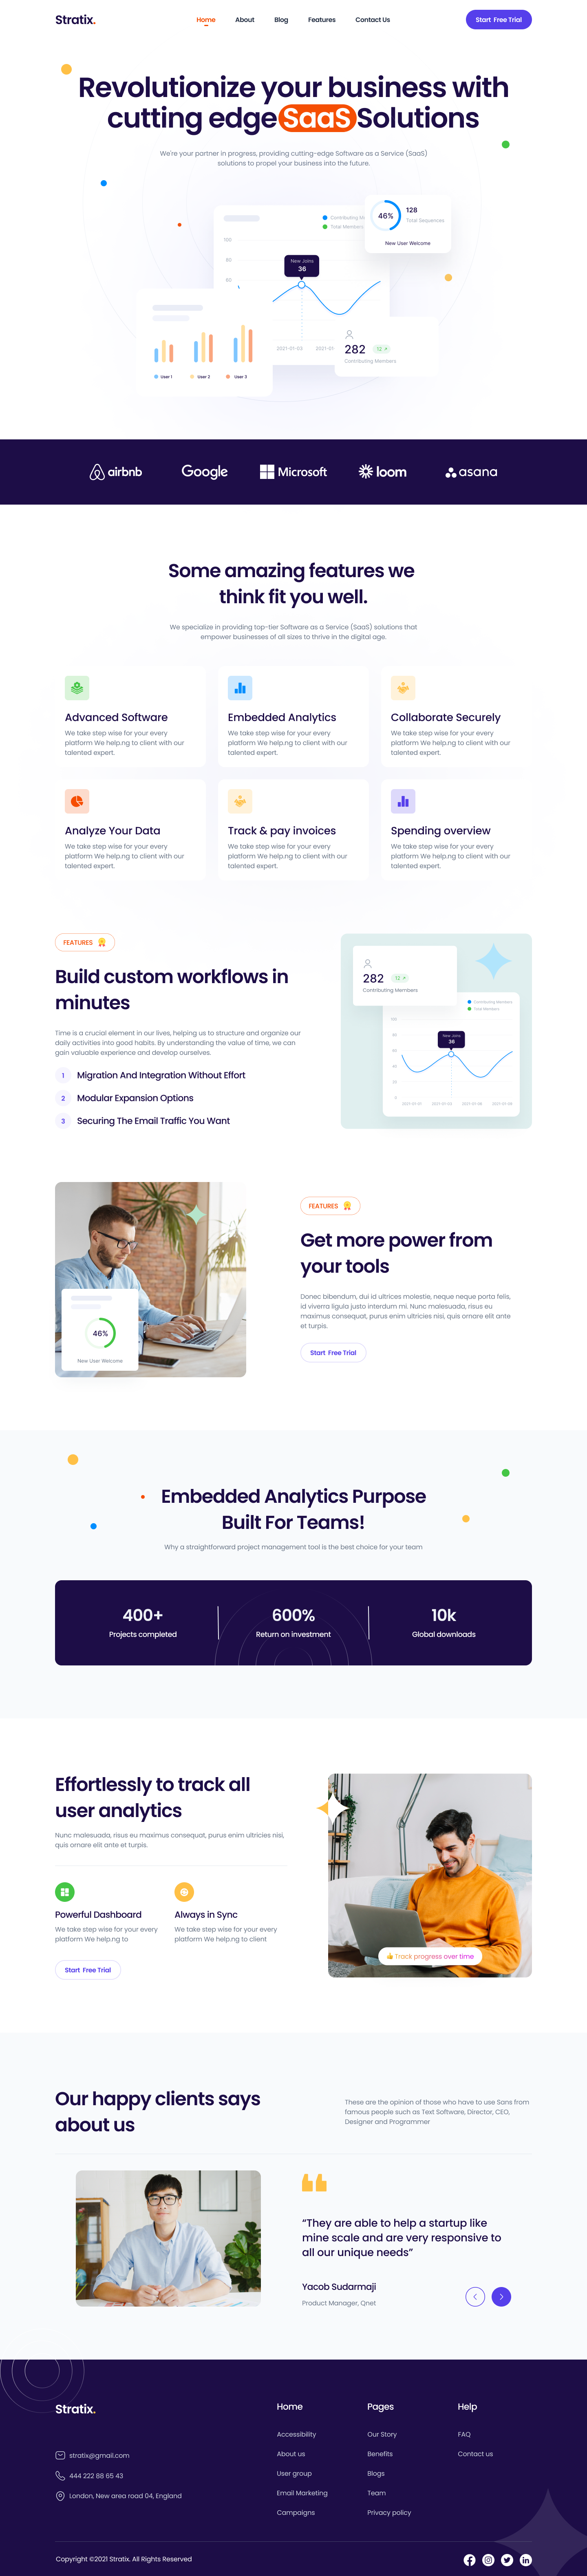 Stratix.
Home
About
Blog
Features
Contact Us
Start Free Trial
Revolutionize your business with
cutting edge SaaS Solutions
We're your partner in progress, providing cutting-edge Software as a Service (SaaS)
solutions to propel your business into the future.
Contributing
Total Members
46%
128
Total Sequences
New User Welcome
100
90
80
New Joins
36
2021-01-03
2021-01
User 1
User 2
User 3
282
12
Contributing Members
airbnb
Google
Microsoft
loom
asana
Some amazing features we
think fit you well.
We specialize in providing top-tier Software as a Service (SaaS) solutions that
empower businesses of all sizes to thrive in the digital age.
Advanced Software
We take step wise for your every
platform We help.ng to client with our
talented expert.
Embedded Analytics
We take step wise for your every
platform We help.ng to client with our
talented expert.
Collaborate Securely
We take step wise for your every
platform We help.ng to client with our
talented expert.
Analyze Your Data
We take step wise for your every
platform We help.ng to client with our
talented expert.
Track & pay invoices
We take step wise for your every
platform We help.ng to client with our
talented expert.
Spending overview
We take step wise for your every
platform We help.ng to client with our
talented expert.
FEATURES
Build custom workflows in
minutes
Time is a crucial element in our lives, helping us to structure and organize our
daily activities into good habits. By understanding the value of time, we can
gain valuable experience and develop ourselves.
1 Migration And Integration Without Effort
2 Modular Expansion Options
3 Securing The Email Traffic You Want
282
12
Contributing Members
Contributing Members
Total Members
100
80
New Joins
36
60
40
20
0
2021-01-01
2021-01-03
2021-01-06
FEATURES
Get more power from
your tools
Donec bibendum, dui id ultrices molestie, neque neque porta felis,
id viverra ligula justo interdum mi. Nunc malesuada, risus eu
maximus consequat, purus enim ultricies nisi, quis ornare elit ante
et turpis.
Start Free Trial
46%
New User Welcome
Embedded Analytics Purpose
Built For Teams!
Why a straightforward project management tool is the best choice for your team
400+
Projects completed
600%
Return on investment
10k
Global downloads
Effortlessly to track all
user analytics
Nunc malesuada, risus eu maximus consequat, purus enim ultricies nisi,
quis ornare elit ante et turpis.
Powerful Dashboard
We take step wise for your every
platform We help.ng to
Always in Sync
We take step wise for your every
platform We help.ng to client
Start Free Trial
Track progress over time
Our happy clients says
about us
These are the opinion of those who have to use Sans from
famous people such as Text Software, Director, CEO,
Designer and Programmer
“They are able to help a startup like
mine scale and are very responsive to
all our unique needs”
Yacob Sudarmaji
Product Manager, Qnet
Stratix.
stratix@gmail.com
444 222 88 65 43
London, New area road 04, England
Home
Accessibility
About us
User group
Email Marketing
Campaigns
Pages
Our Story
Benefits
Blogs
Team
Privacy policy
Help
FAQ
Contact us
Copyright ©2021 Stratix. All Rights Reserved